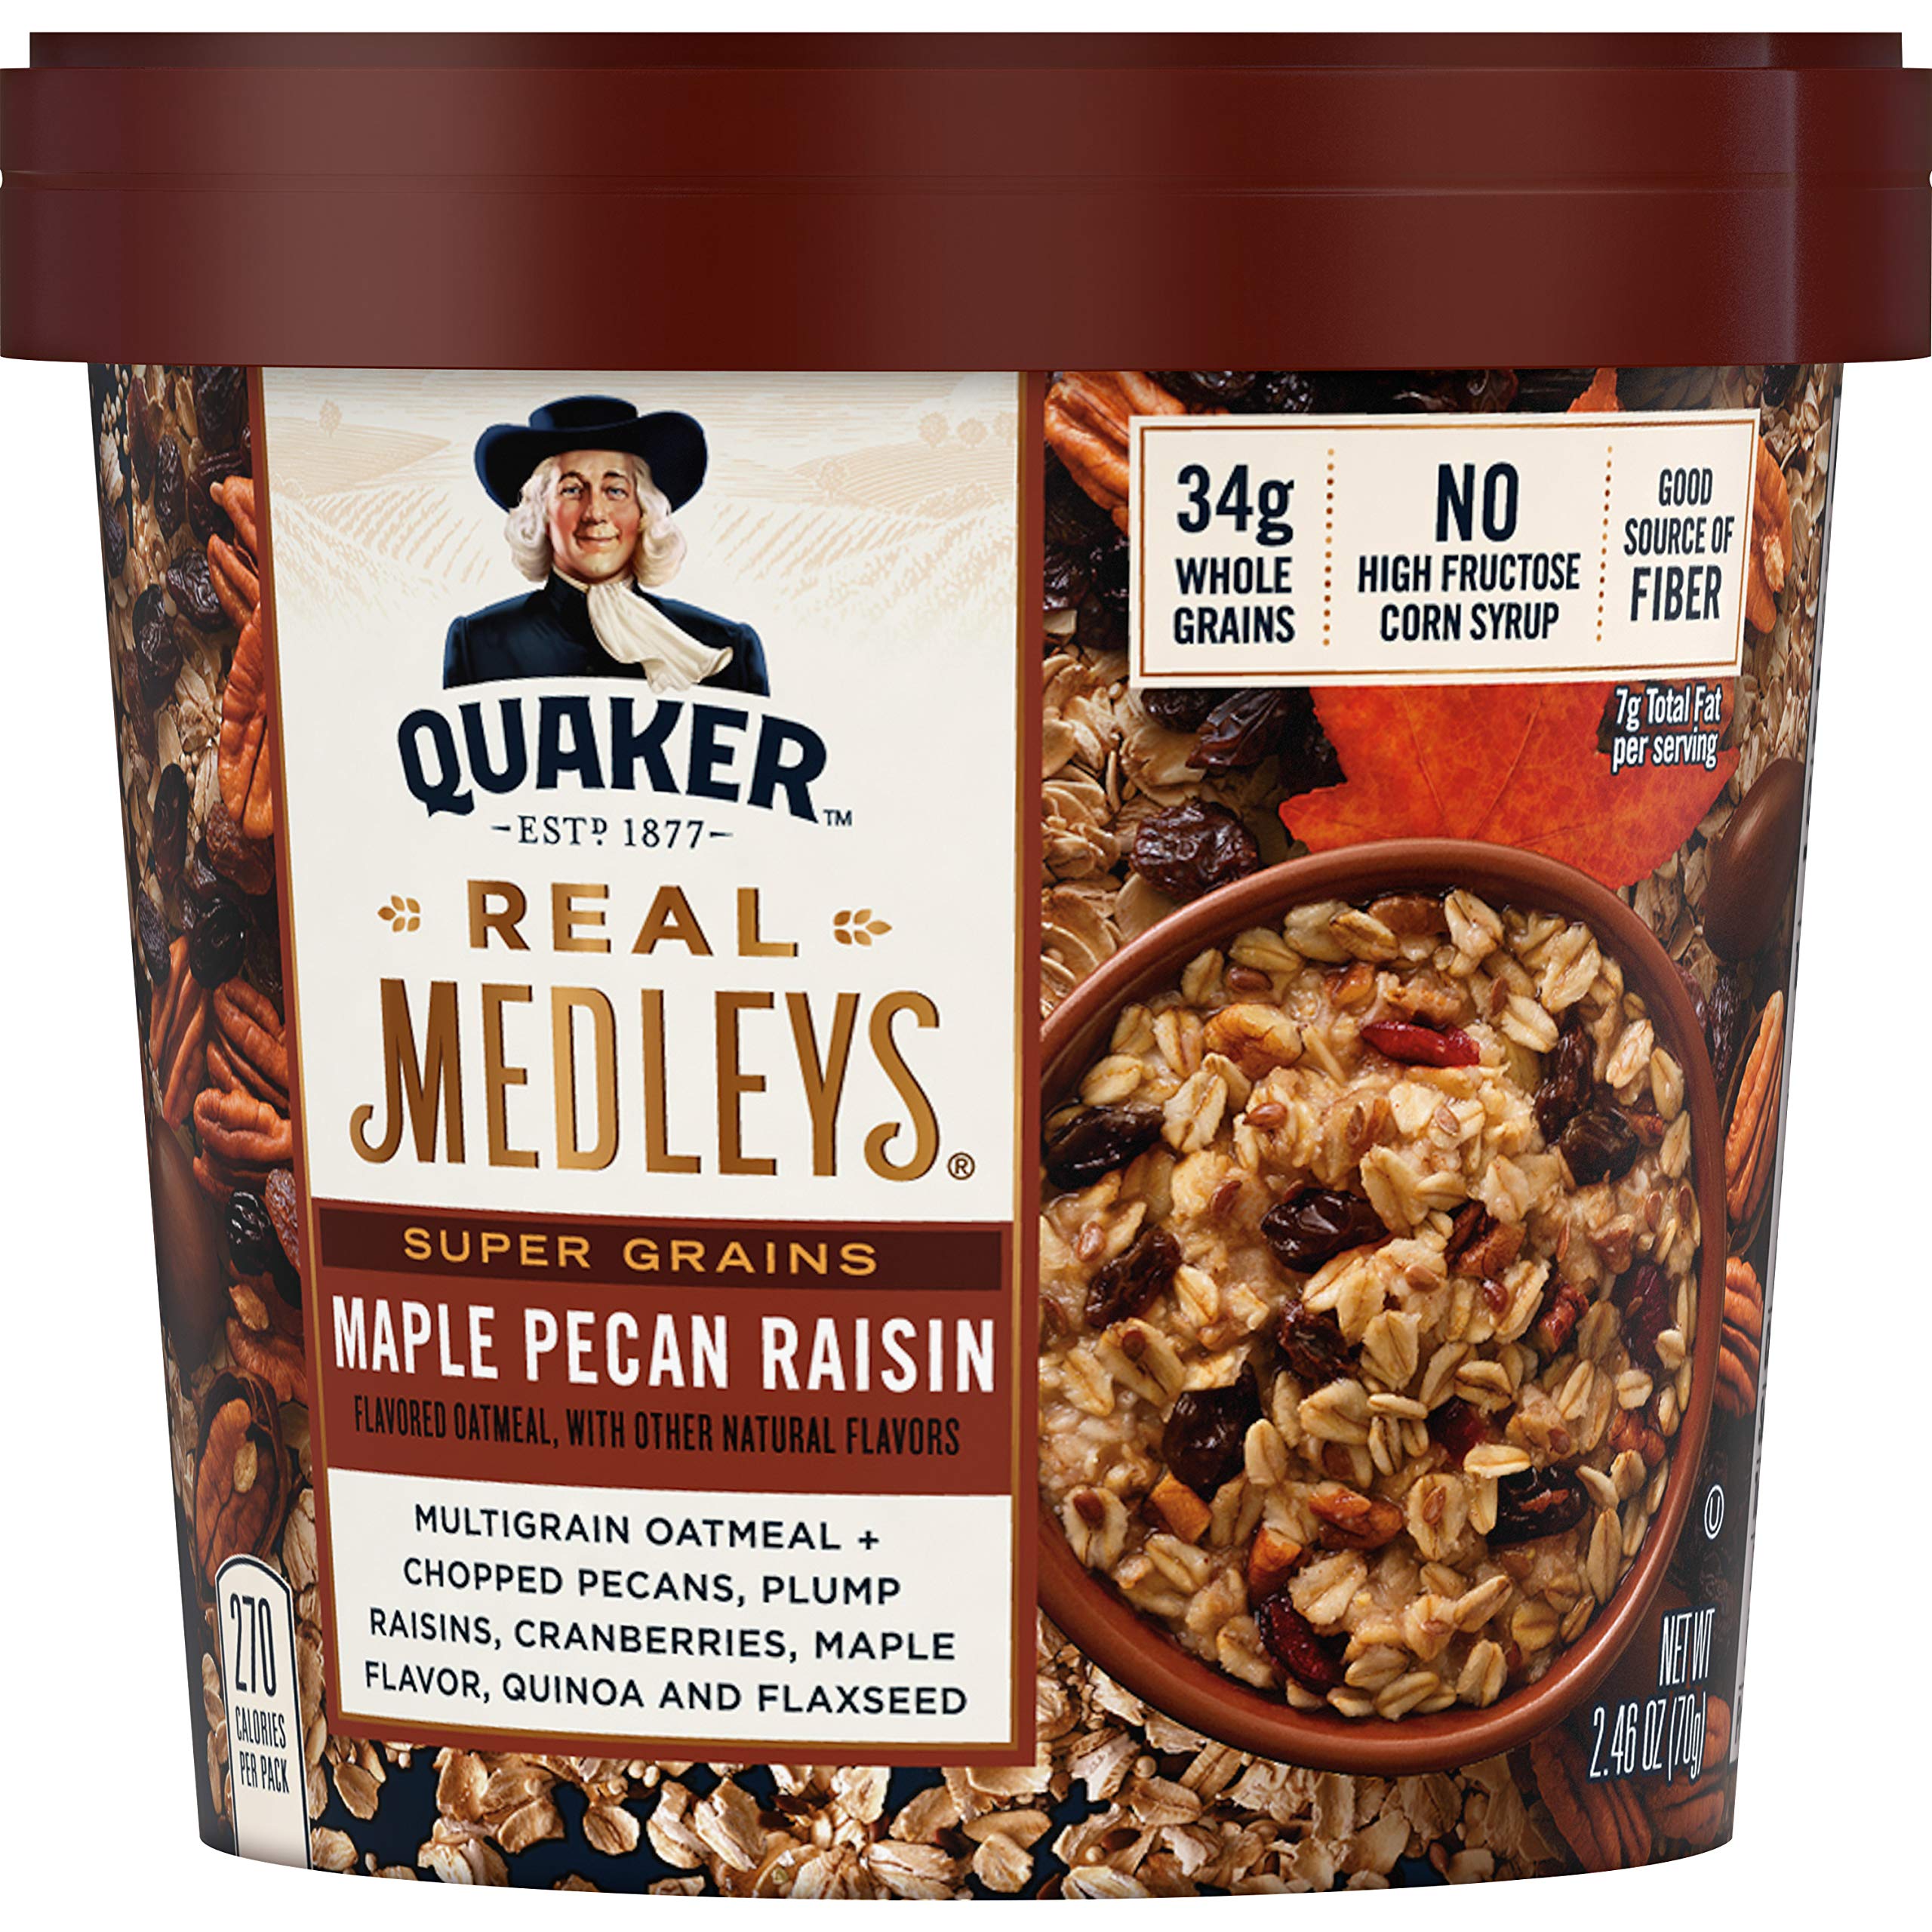 QUAKER™
-ESTᴰ 1877-
REAL
MEDLEYS®
SUPER GRAINS
MAPLE PECAN RAISIN
FLAVORED OATMEAL, WITH OTHER NATURAL FLAVORS
MULTIGRAIN OATMEAL +
CHOPPED PECANS, PLUMP
RAISINS, CRANBERRIES, MAPLE
FLAVOR, QUINOA AND FLAXSEED
270
CALORIES
PER PACK
34g
WHOLE
GRAINS
NO
HIGH FRUCTOSE
CORN SYRUP
GOOD
SOURCE OF
FIBER
7g Total Fat
per serving
U
NET WT
2.46 OZ (70g)